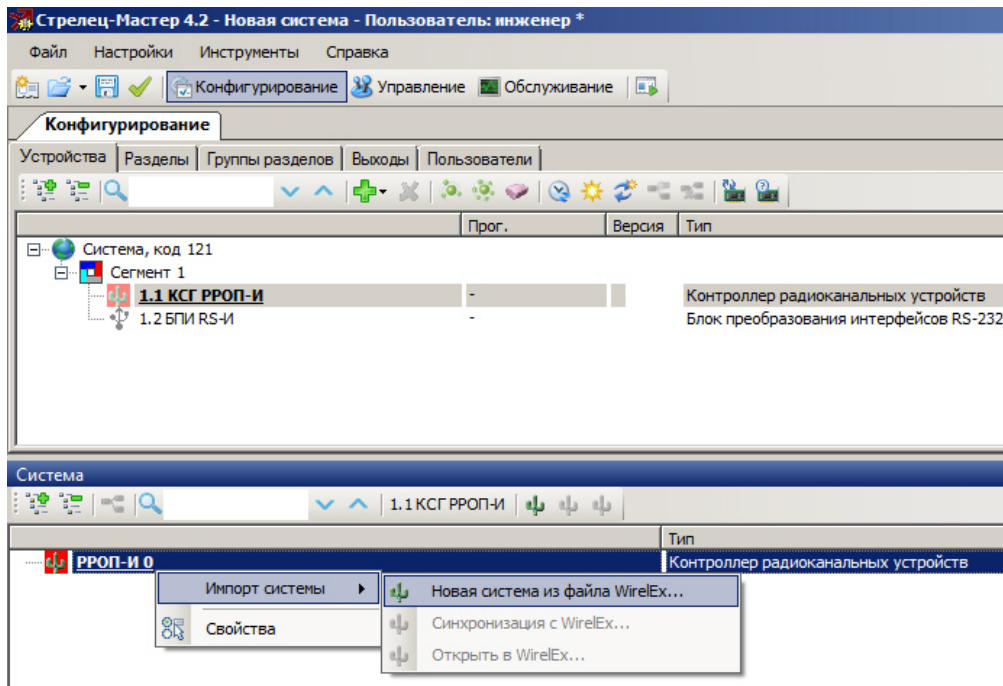 Стрелец-Мастер 4.2 - Новая система - Пользователь: инженер *
Файл Настройки Инструменты Справка
Конфигурирование Управление Обслуживание
Конфигурирование
Устройства Разделы Группы разделов Выходы Пользователи
Прог. Версия Тип
Система, код 121
Сегмент 1
1.1 КСГ РРОП-И - Контроллер радиоканальных устройств
1.2 БПИ RS-И - Блок преобразования интерфейсов RS-232
Система
1.1 КСГ РРОП-И
Тип
РРОП-И 0 Контроллер радиоканальных устройств
Импорт системы Новая система из файла WirelEx...
Свойства Синхронизация с WirelEx...
Открыть в WirelEx...